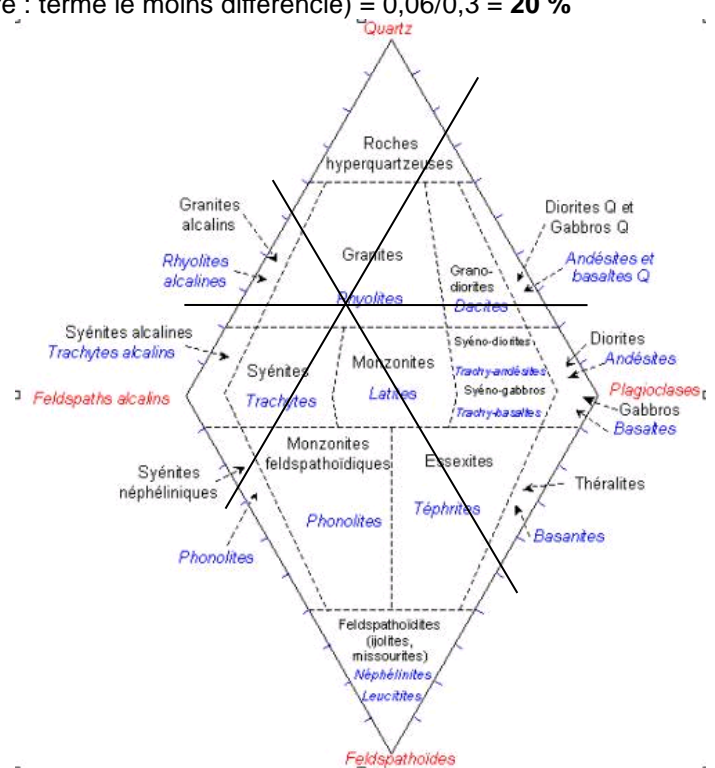 re : terme le moins différencié) = 0,06/0,3 = 20 %
Quartz
Roches
hyperquartzeuses
Granites
alcalins
Diorites Q et
Gabbros Q
Rhyolites
alcalines
Granites
Grano-
diorites
Andésites et
basaltes Q
Rhyolites
Dacites
Syénites alcalines
Trachytes alcalins
Syéno-diorites
Diorites
Andésites
Syénites
Monzonites
Trachy-andésites
Feldspaths alcalins
Trachytes
Latites
Syéno-gabbros
Trachy-basaltes
Plagioclases
Gabbros
Basaltes
Monzonites
feldspathoïdiques
Essexites
Syénites
néphéliniques
Théralites
Phonolites
Téphrites
Basanites
Phonolites
Feldspathoïdites
(ijolites,
missourites)
Néphélinites
Leucitites
Feldspathoïdes